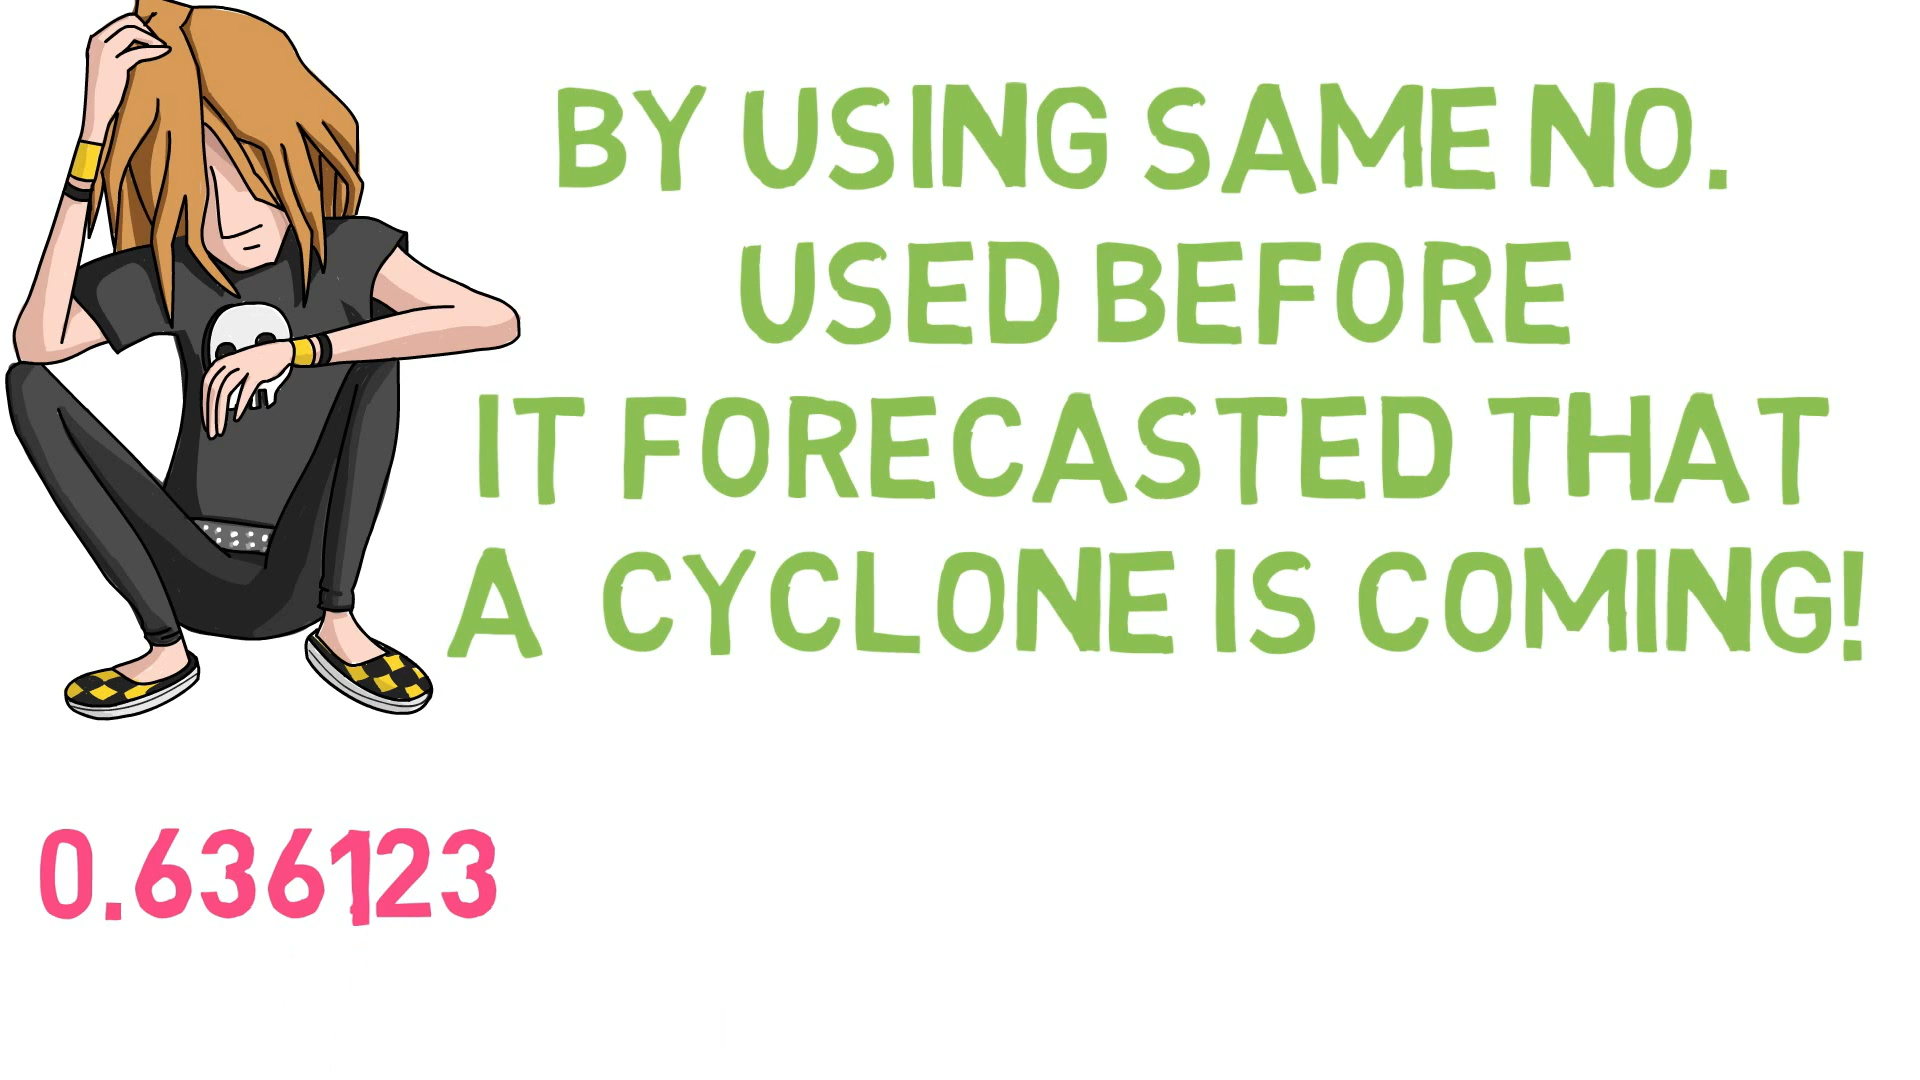 BY USING SAME NO.
USED BEFORE
IT FORECASTED THAT
A CYCLONE IS COMING!
0.636123